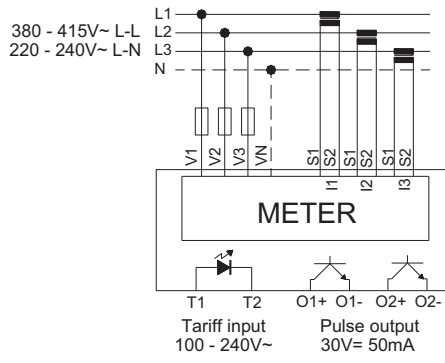 L1
380 - 415V~ L-L
L2
220 - 240V~ L-N
L3
N
V1 V2 V3 VN S1 S2 S1 S2 S1 S2
I1 I2 I3
METER
T1 T2 O1+ O1- O2+ O2-
Tariff input Pulse output
100 - 240V~ 30V= 50mA